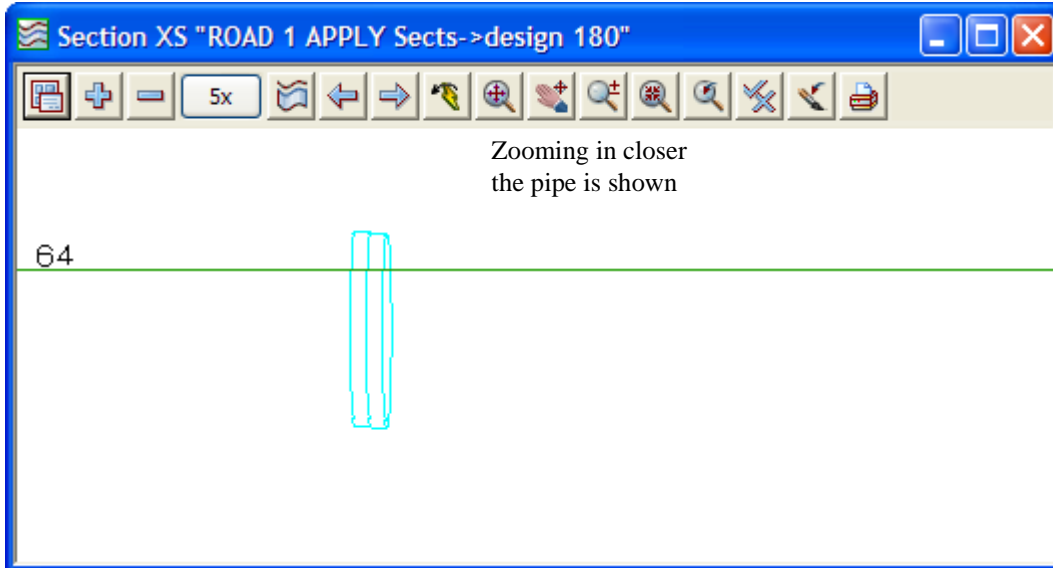 Section XS "ROAD 1 APPLY Sects->design 180"
5x
Zooming in closer
the pipe is shown
64